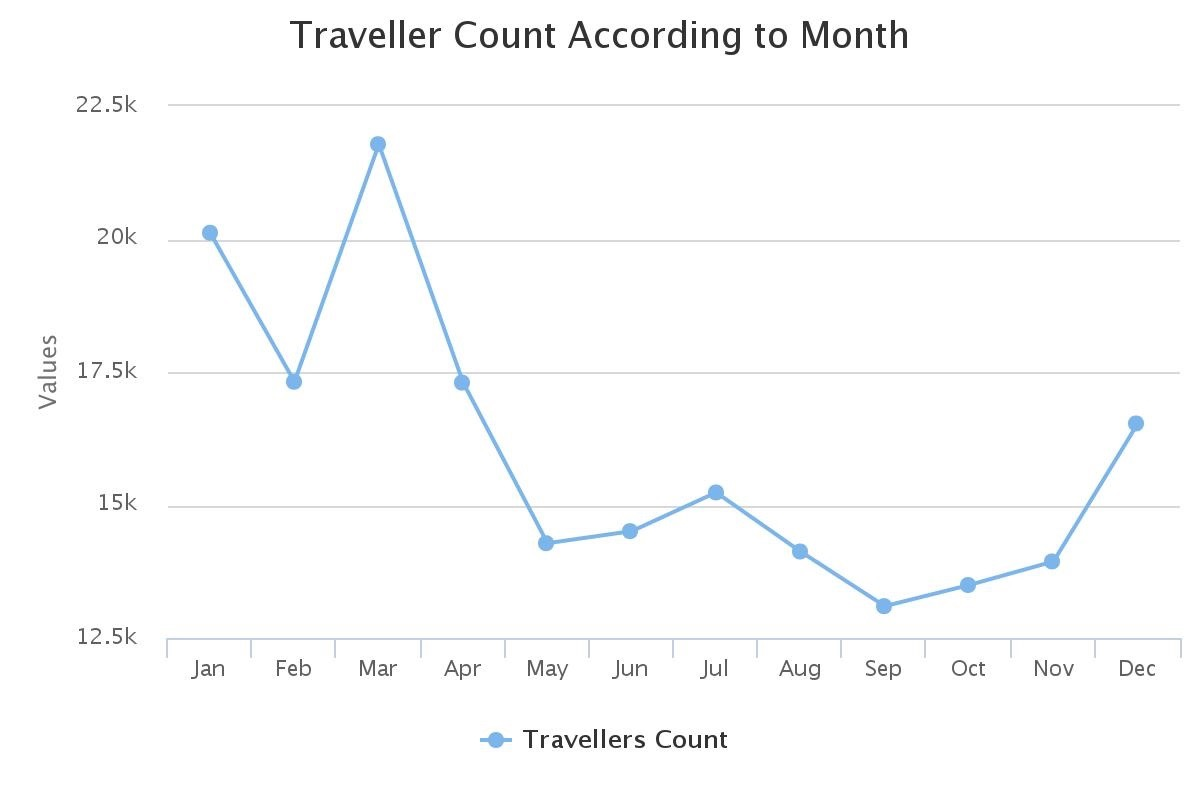 Traveller Count According to Month
22.5k
20k
17.5k
15k
12.5k
Values
Jan Feb Mar Apr May Jun Jul Aug Sep Oct Nov Dec
Travellers Count